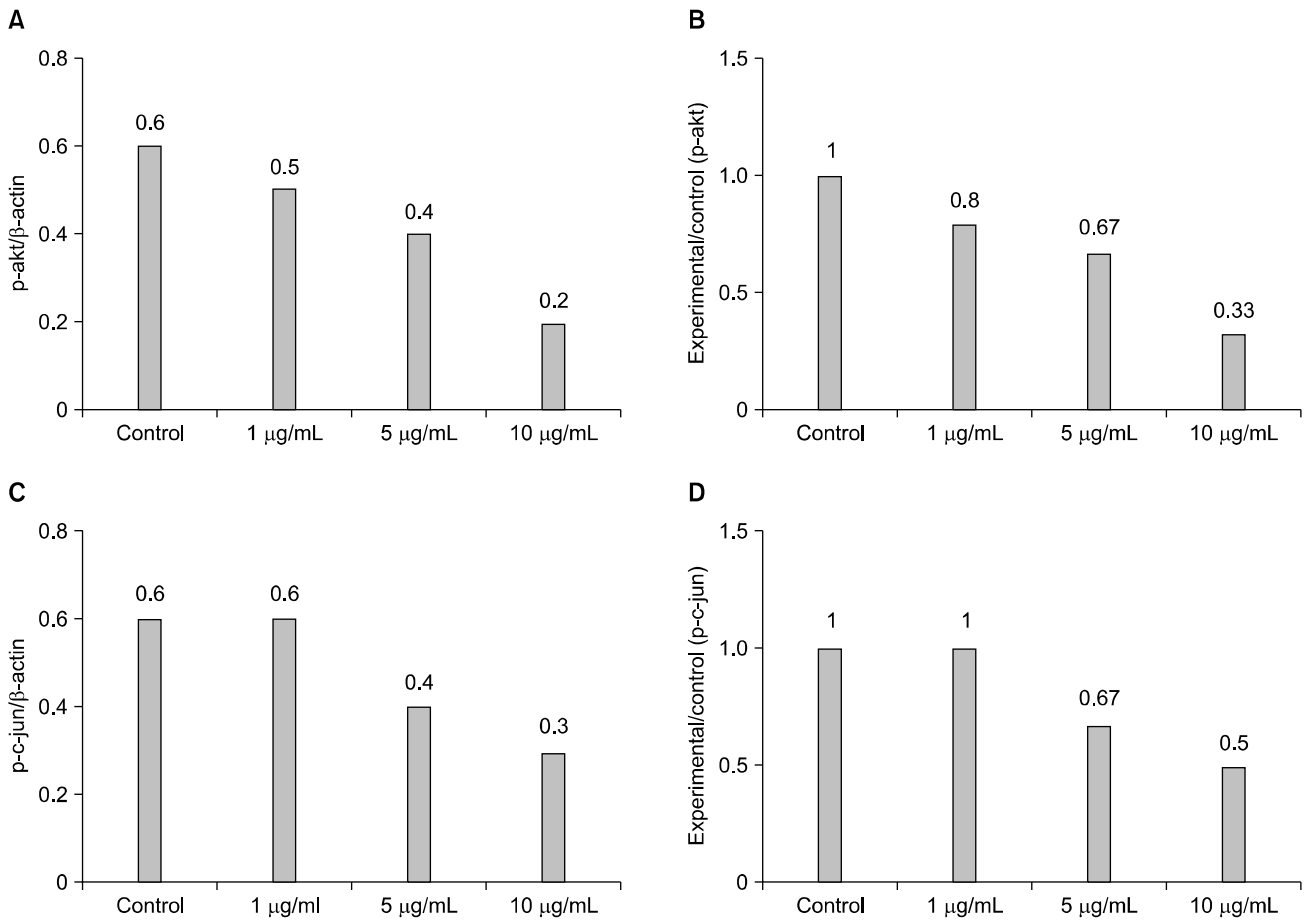 A
p-akt/β-actin
0.8
0.6
0.4
0.2
0
0.6
0.5
0.4
0.2
Control
1 μg/mL
5 μg/mL
10 μg/mL
B
Experimental/control (p-akt)
1.5
1.0
0.5
0
1
0.8
0.67
0.33
Control
1 μg/mL
5 μg/mL
10 μg/mL
C
p-c-jun/β-actin
0.8
0.6
0.4
0.2
0
0.6
0.6
0.4
0.3
Control
1 μg/ml
5 μg/mL
10 μg/mL
D
Experimental/control (p-c-jun)
1.5
1.0
0.5
0
1
1
0.67
0.5
Control
1 μg/mL
5 μg/mL
10 μg/mL